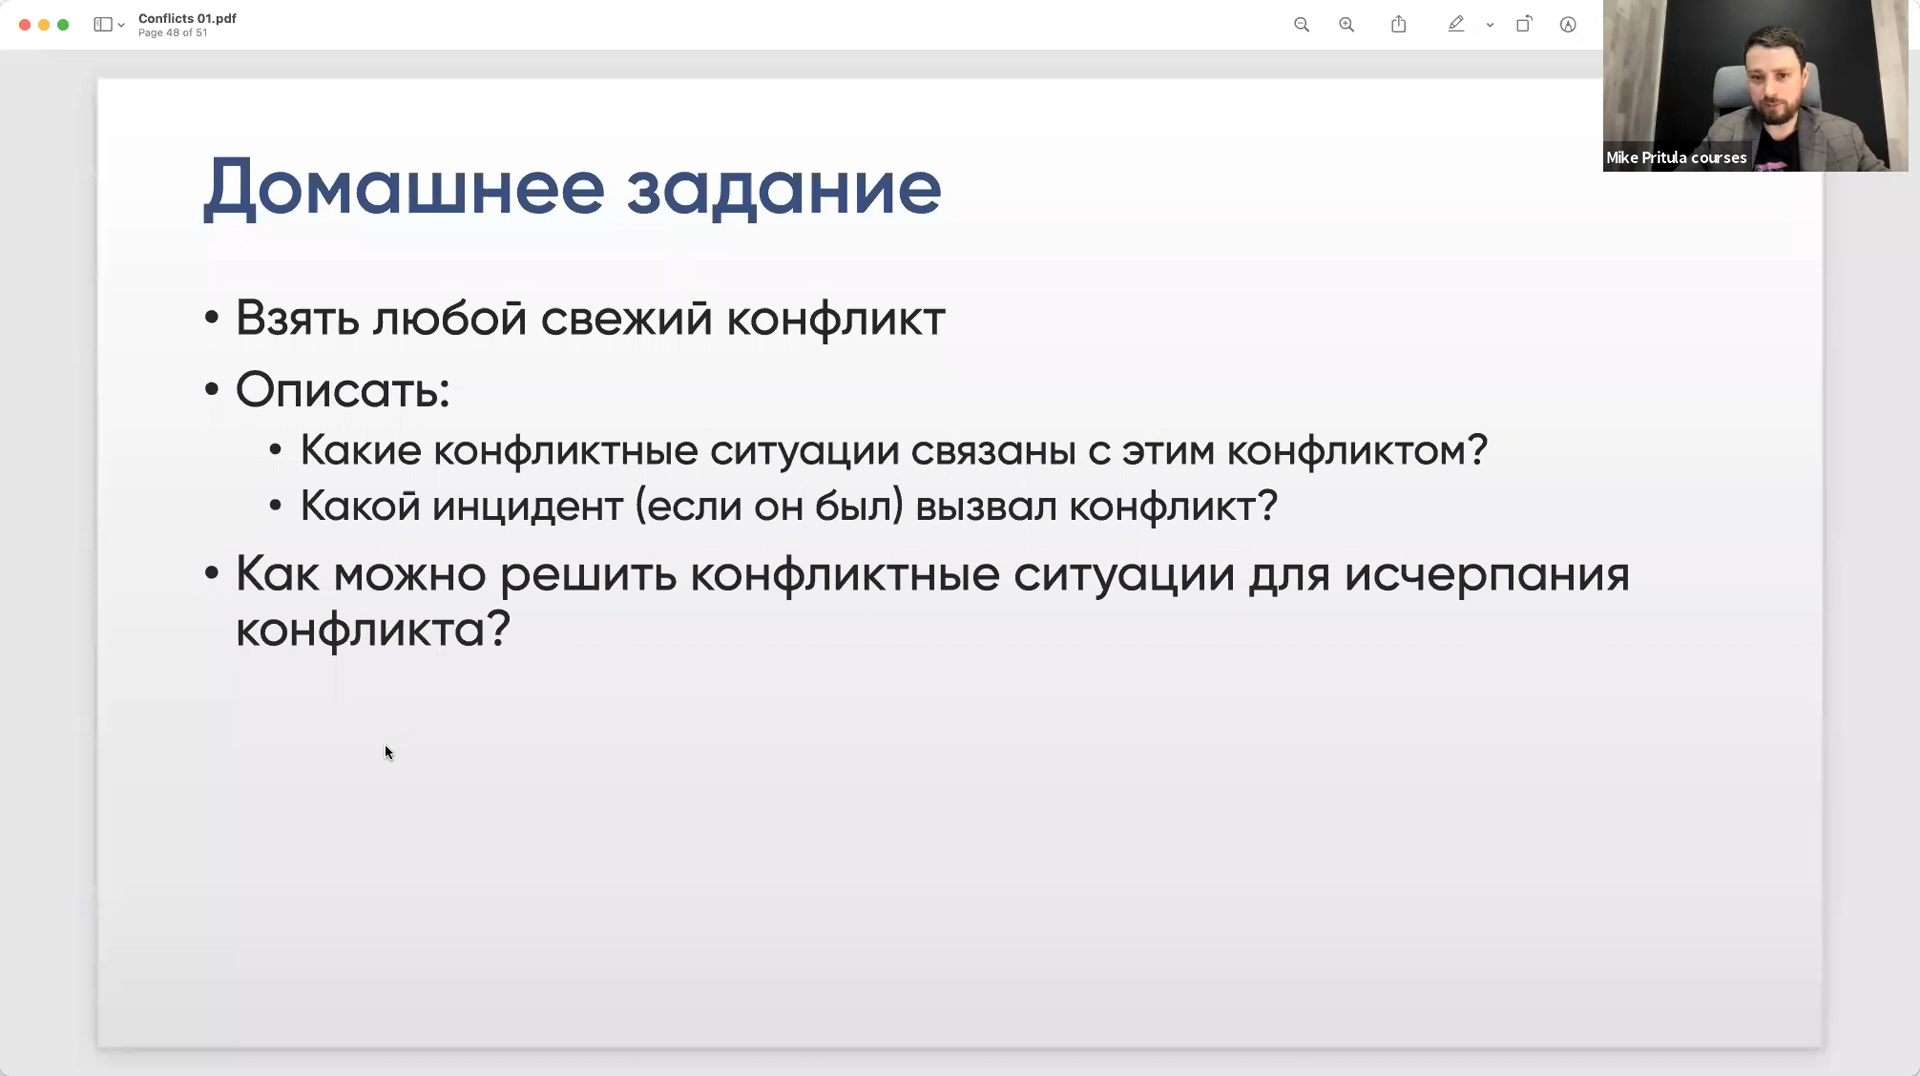 Conflicts 01.pdf
Page 48 of 51
Mike Pritula courses
Домашнее задание
• Взять любой свежий конфликт
• Описать:
• Какие конфликтные ситуации связаны с этим конфликтом?
• Какой инцидент (если он был) вызвал конфликт?
• Как можно решить конфликтные ситуации для исчерпания
конфликта?